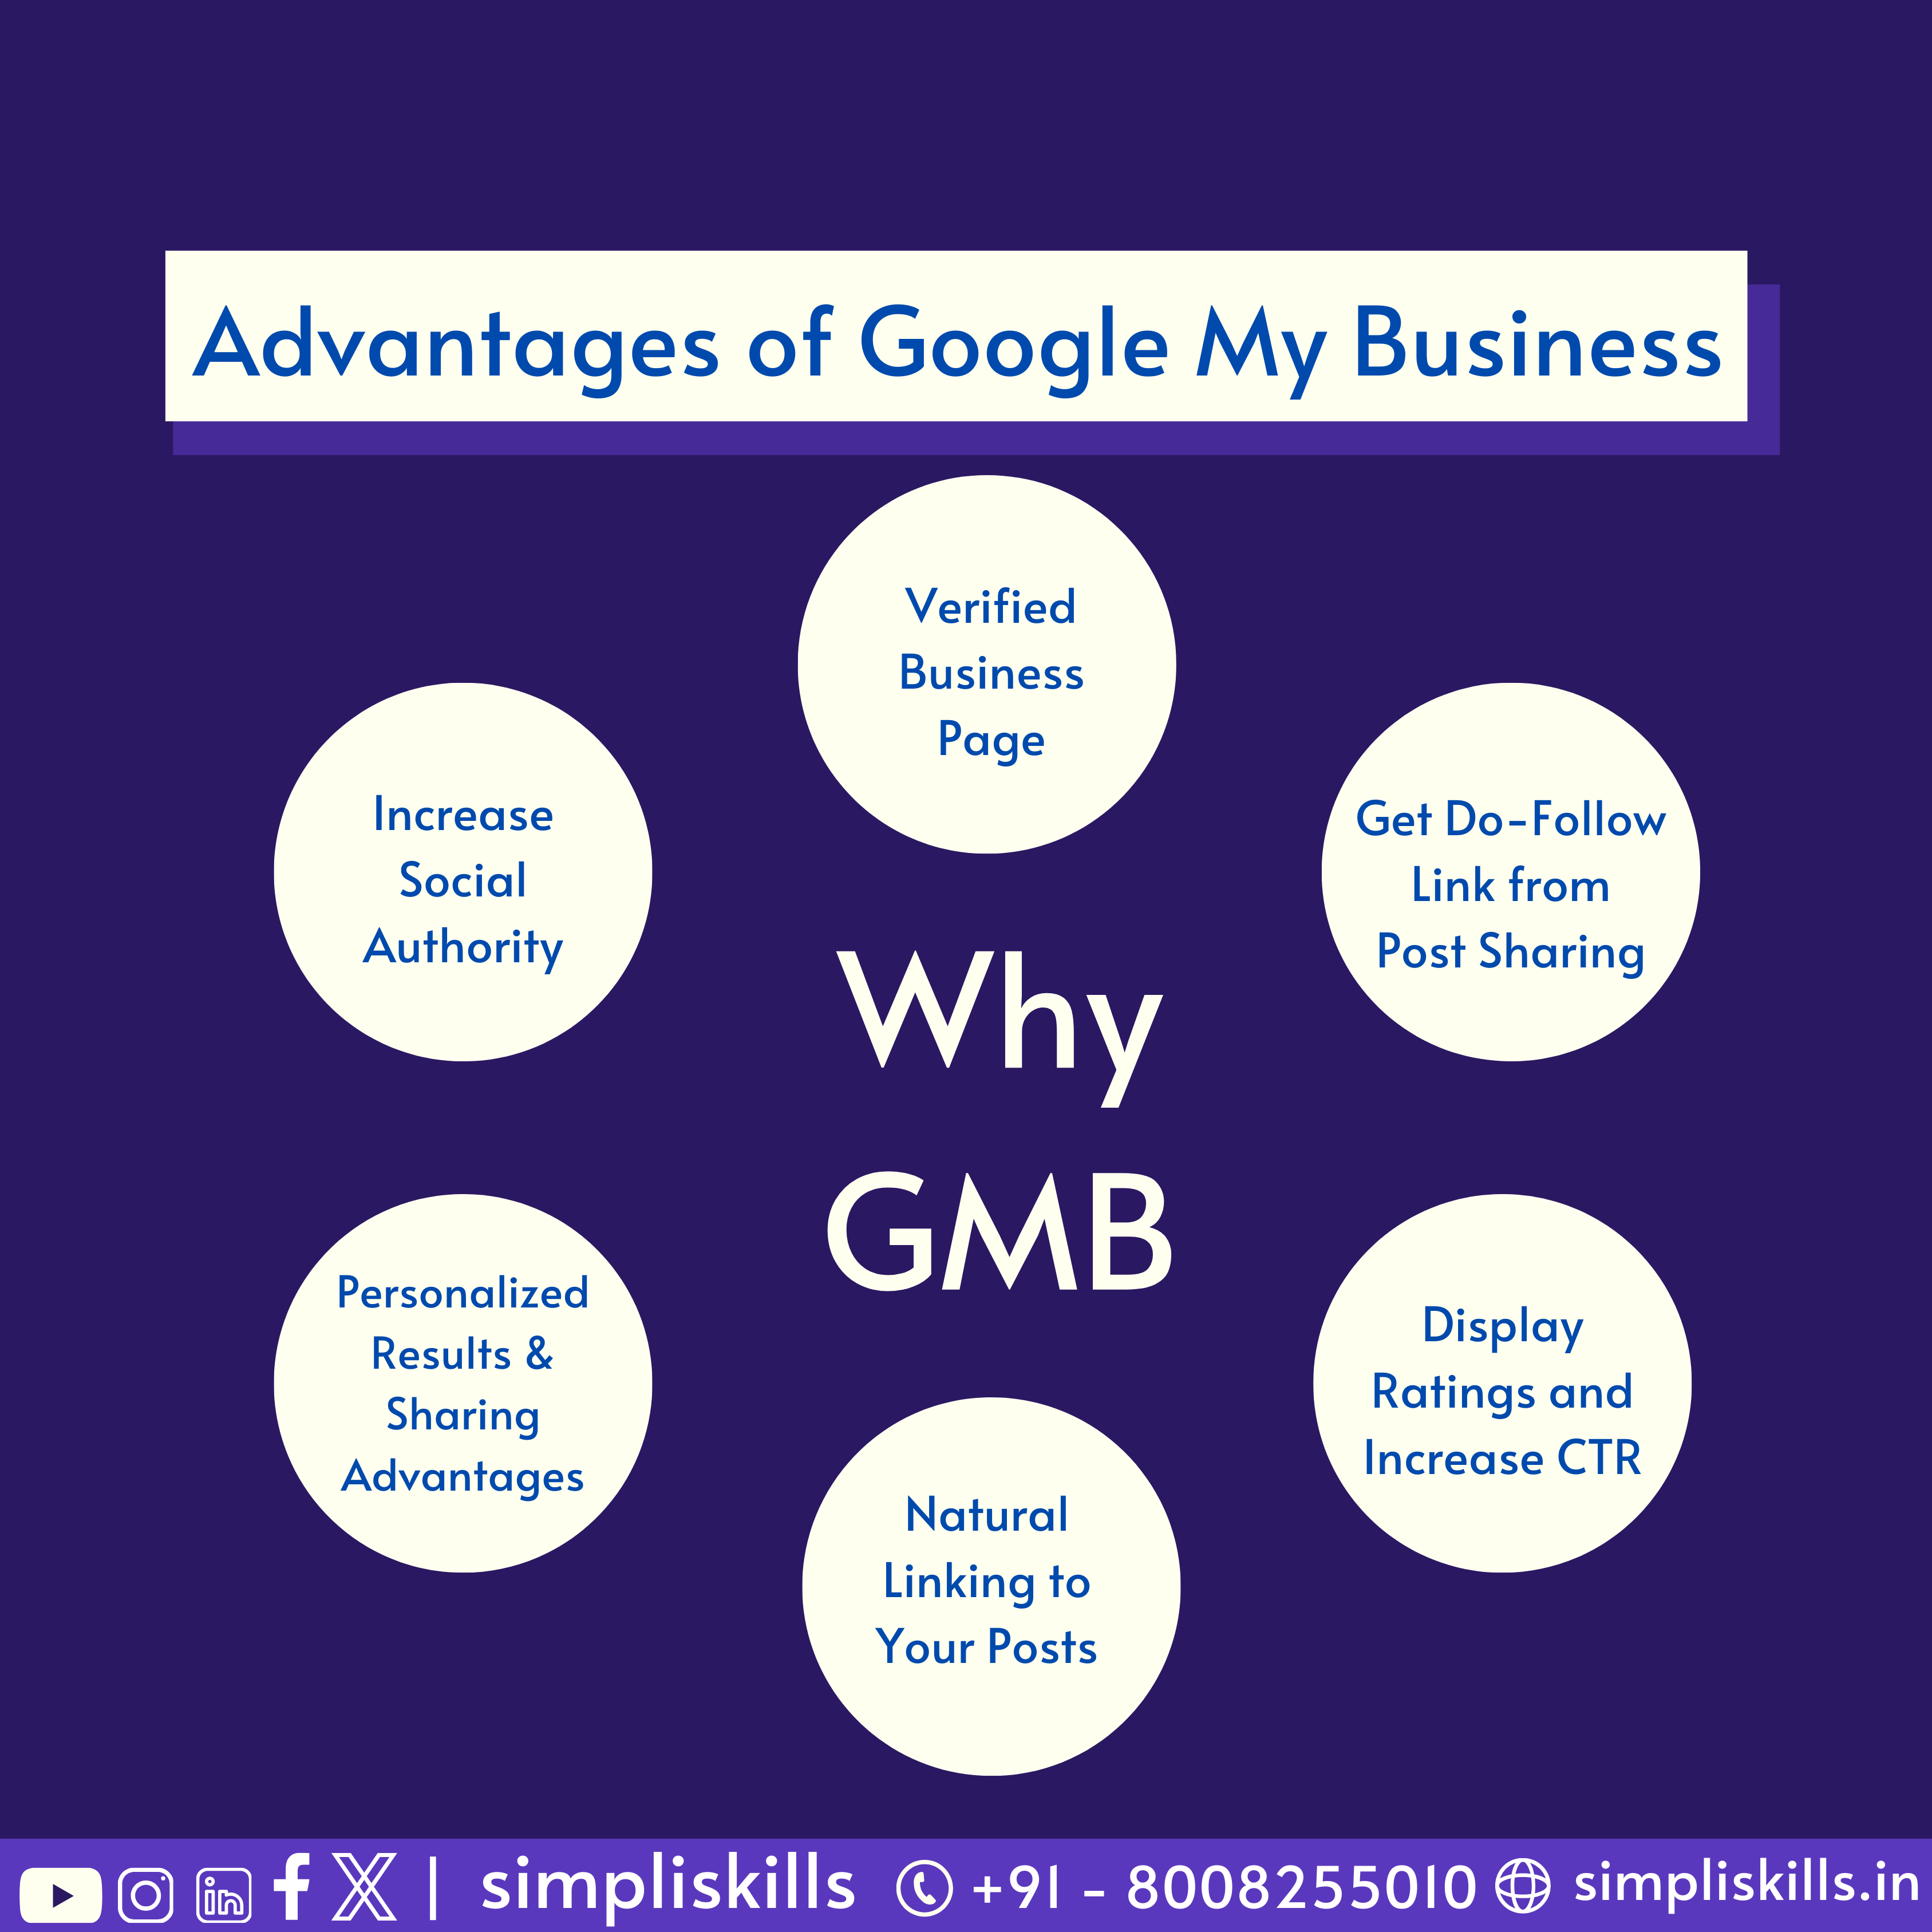 Advantages of Google My Business
Verified
Business
Page
Increase
Social
Authority
Get Do-Follow
Link from
Post Sharing
Why
GMB
Personalized
Results &
Sharing
Advantages
Display
Ratings and
Increase CTR
Natural
Linking to
Your Posts
in f X | simpliskills +91 - 8008255010 simpliskills.in